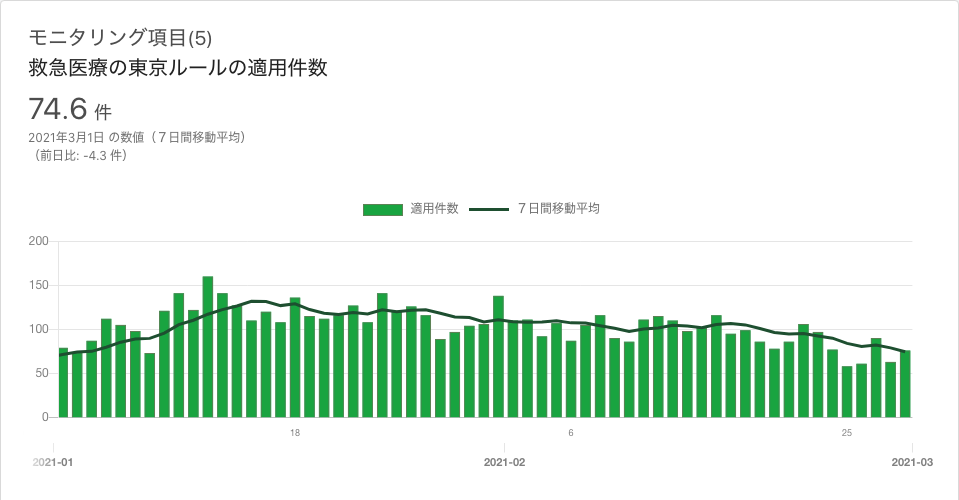 モニタリング項目(5)
救急医療の東京ルールの適用件数
74.6 件
2021年3月1日 の数値（７日間移動平均）
（前日比: -4.3 件）
適用件数 ７日間移動平均
200
150
100
50
0
18 6 25
2021-01 2021-02 2021-03